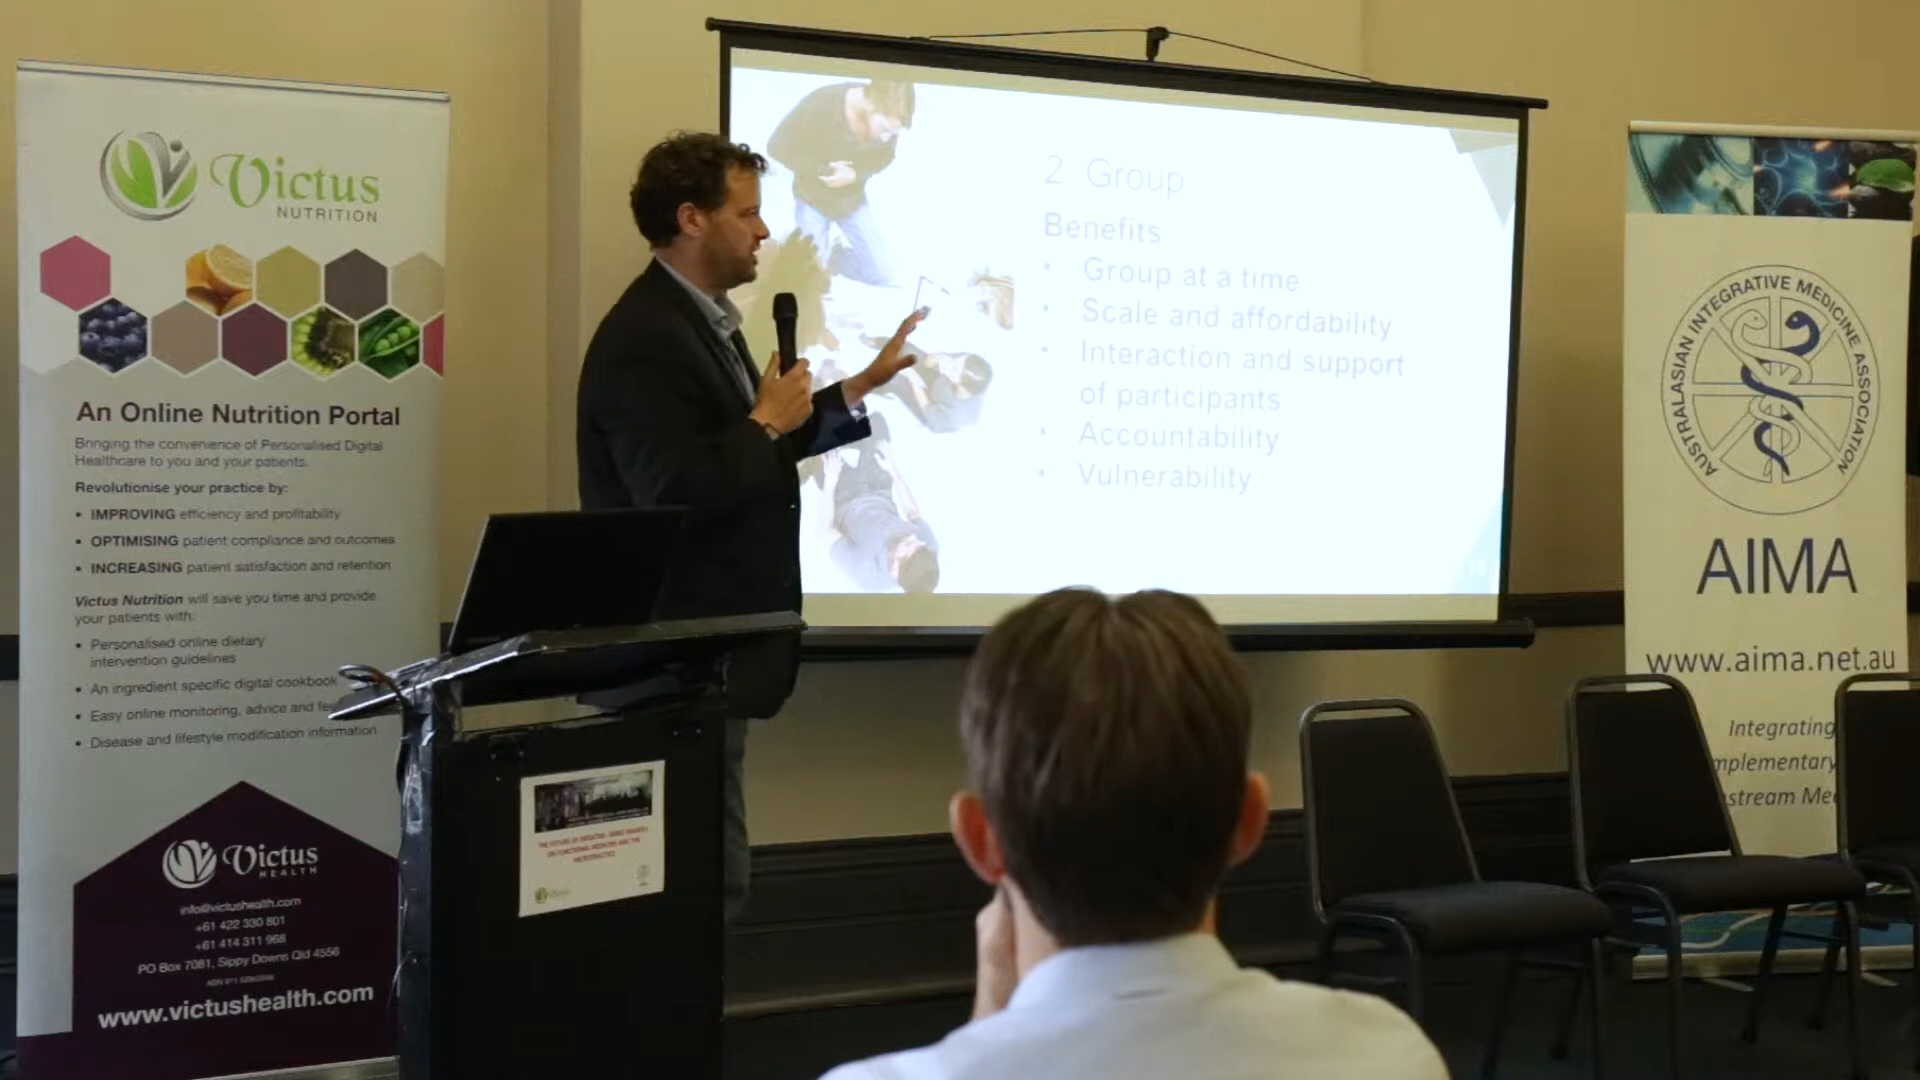 Victus
NUTRITION
An Online Nutrition Portal
Bringing the convenience of Personalised Digital
Healthcare to you and your patients.
Revolutionise your practice by:
• IMPROVING efficiency and profitability
• OPTIMISING patient compliance and outcomes
• INCREASING patient satisfaction and retention
Victus Nutrition will save you time and provide
your patients with:
• Personalised online dietary
intervention guidelines
• An ingredient specific digital cookbook
• Easy online monitoring, advice and
• Disease and lifestyle modification information
Victus
HEALTH
info@victushealth.com
+61 422 330 801
+61 414 311 968
PO Box 7081, Sippy Downs Qld 4556
www.victushealth.com
2 Group
Benefits
• Group at a time
• Scale and affordability
• Interaction and support
of participants
• Accountability
• Vulnerability
AUSTRALASIAN INTEGRATIVE MEDICINE ASSOCIATION
AIMA
www.aima.net.au
Integrating